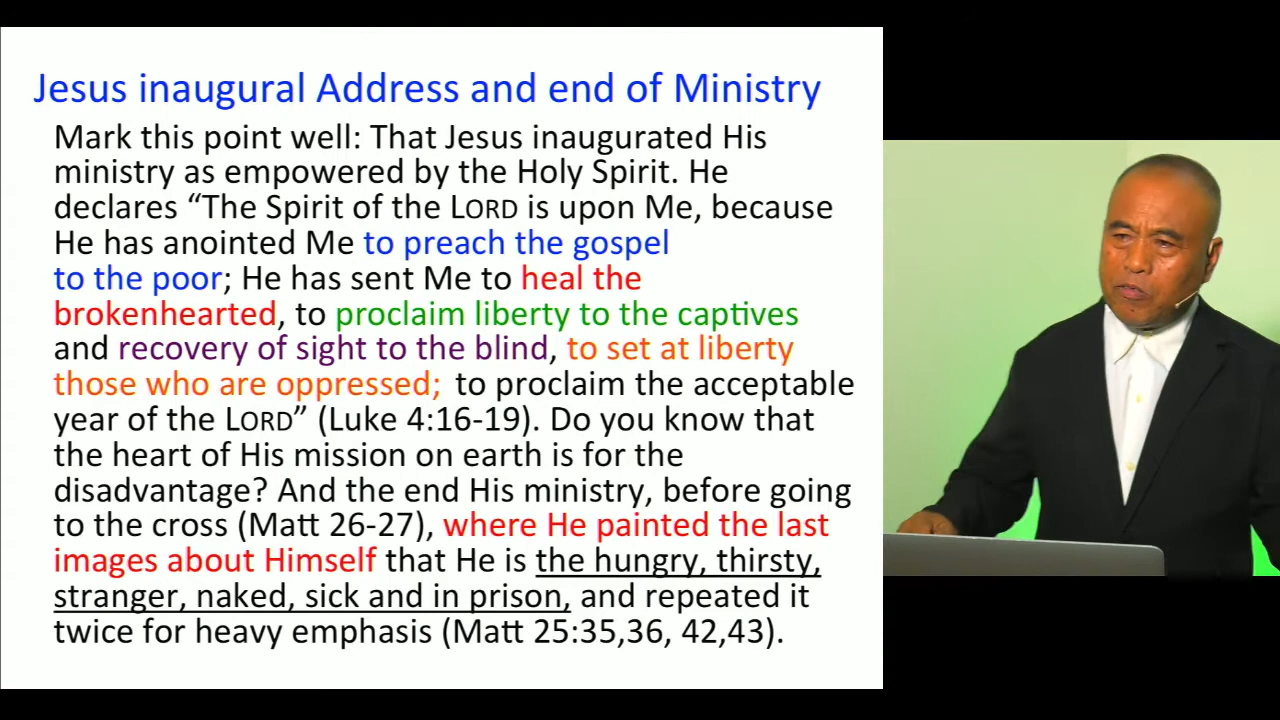 Jesus inaugural Address and end of Ministry
Mark this point well: That Jesus inaugurated His
ministry as empowered by the Holy Spirit. He
declares “The Spirit of the LORD is upon Me, because
He has anointed Me to preach the gospel
to the poor; He has sent Me to heal the
brokenhearted, to proclaim liberty to the captives
and recovery of sight to the blind, to set at liberty
those who are oppressed; to proclaim the acceptable
year of the LORD” (Luke 4:16-19). Do you know that
the heart of His mission on earth is for the
disadvantage? And the end His ministry, before going
to the cross (Matt 26-27), where He painted the last
images about Himself that He is the hungry, thirsty,
stranger, naked, sick and in prison, and repeated it
twice for heavy emphasis (Matt 25:35,36, 42,43).